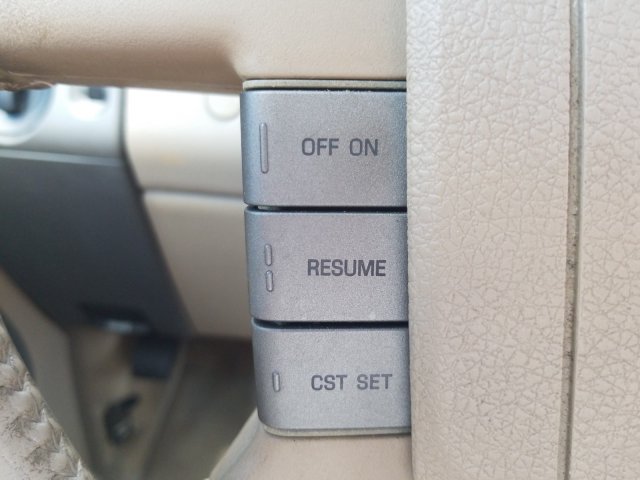 OFF ON
RESUME
CST SET